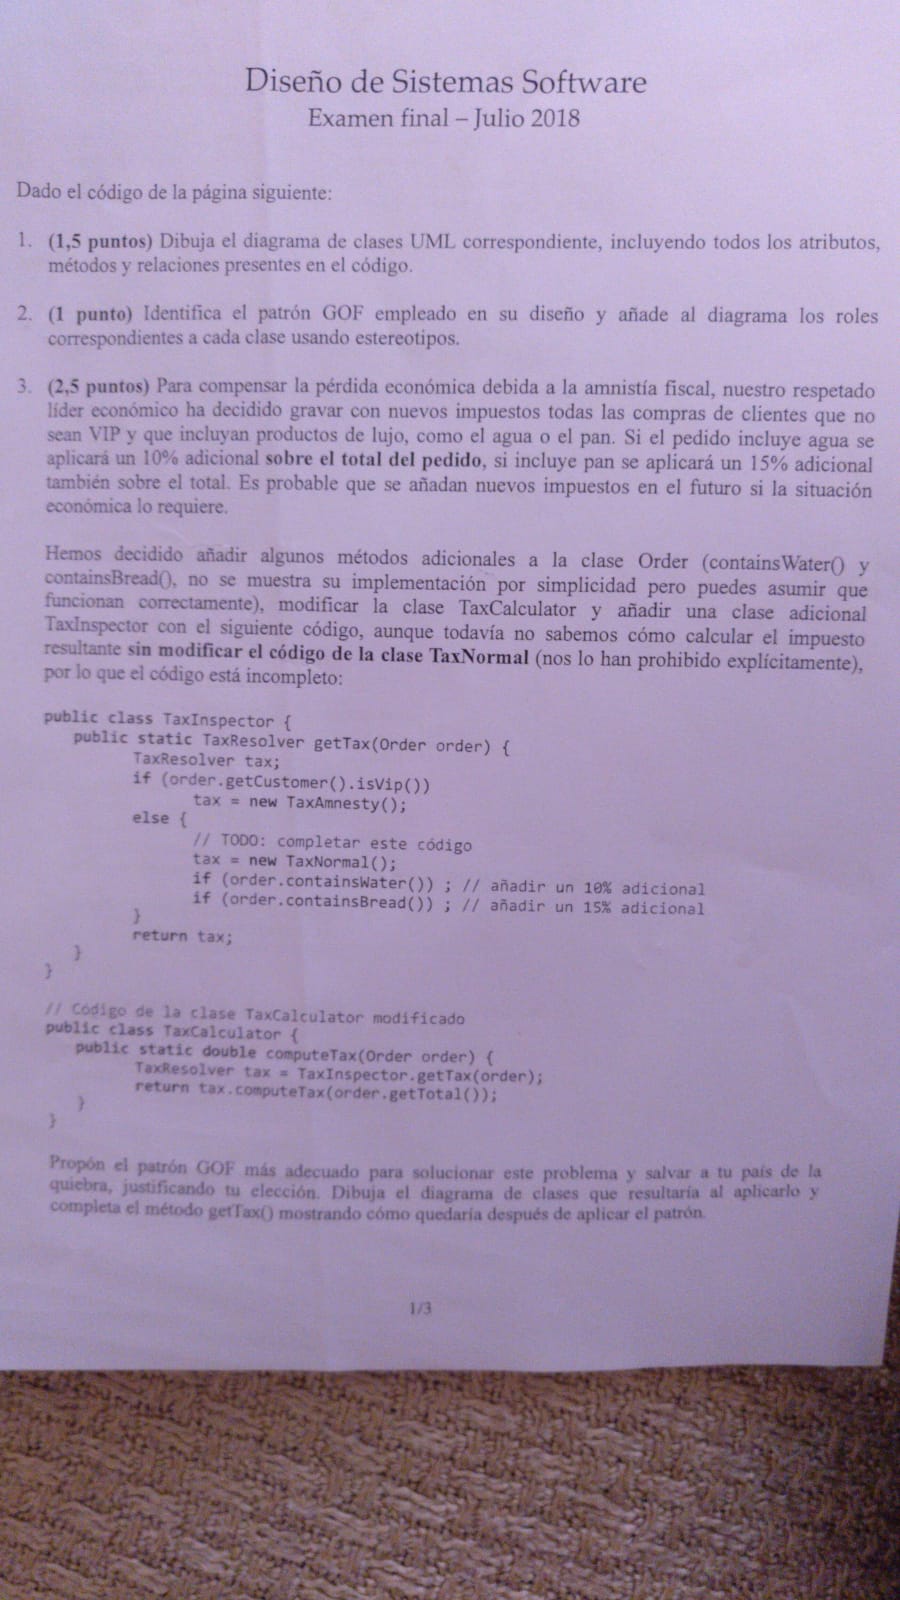 Diseño de Sistemas Software
Examen final – Julio 2018
Dado el código de la página siguiente:
1. (1,5 puntos) Dibuja el diagrama de clases UML correspondiente, incluyendo todos los atributos,
métodos y relaciones presentes en el código.
2. (1 punto) Identifica el patrón GOF empleado en su diseño y añade al diagrama los roles
correspondientes a cada clase usando estereotipos.
3. (2,5 puntos) Para compensar la pérdida económica debida a la amnistía fiscal, nuestro respetado
líder económico ha decidido gravar con nuevos impuestos todas las compras de clientes que no
sean VIP y que incluyan productos de lujo, como el agua o el pan. Si el pedido incluye agua se
aplicará un 10% adicional sobre el total del pedido, si incluye pan se aplicará un 15% adicional
también sobre el total. Es probable que se añadan nuevos impuestos en el futuro si la situación
económica lo requiere.
Hemos decidido añadir algunos métodos adicionales a la clase Order (containsWater() y
containsBread(), no se muestra su implementación por simplicidad pero puedes asumir que
funcionan correctamente), modificar la clase TaxCalculator y añadir una clase adicional
TaxInspector con el siguiente código, aunque todavía no sabemos cómo calcular el impuesto
resultante sin modificar el código de la clase TaxNormal (nos lo han prohibido explícitamente),
por lo que el código está incompleto:
public class TaxInspector {
public static TaxResolver getTax(Order order) {
TaxResolver tax;
if (order.getCustomer().isVip())
tax = new TaxAmnesty();
else {
// TODO: completar este código
tax = new TaxNormal();
if (order.containsWater()) ; // añadir un 10% adicional
if (order.containsBread()) ; // añadir un 15% adicional
}
return tax;
}
}
// Código de la clase TaxCalculator modificado
public class TaxCalculator {
public static double computeTax(Order order) {
TaxResolver tax = TaxInspector.getTax(order);
return tax.computeTax(order.getTotal());
}
}
Propón el patrón GOF más adecuado para solucionar este problema y salvar a tu país de la
quiebra, justificando tu elección. Dibuja el diagrama de clases que resultaría al aplicarlo y
completa el método getTax() mostrando cómo quedaría después de aplicar el patrón.
1/3